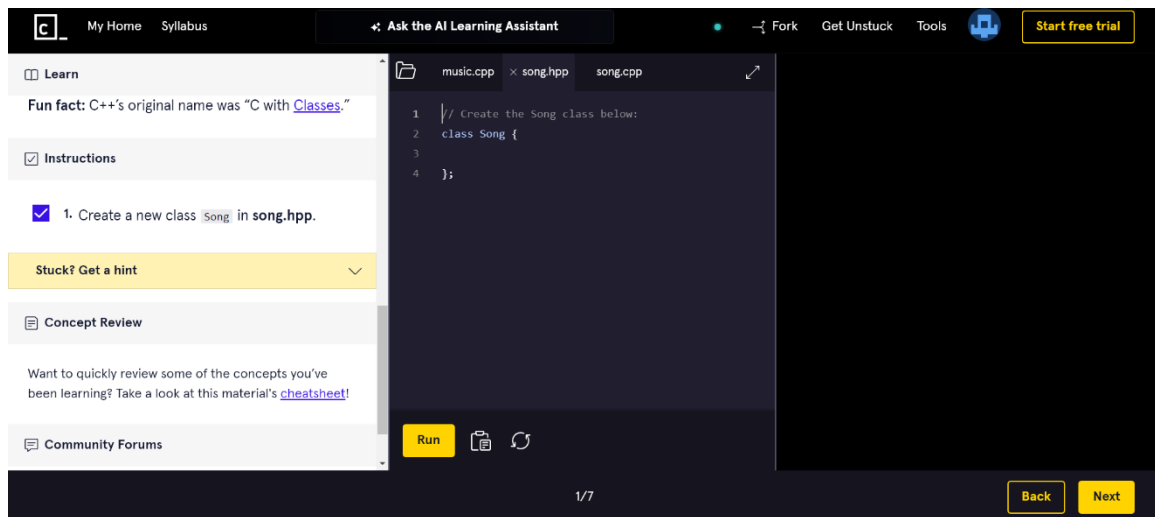 c_ My Home Syllabus Ask the AI Learning Assistant Fork Get Unstuck Tools Start free trial
Learn
Fun fact: C++’s original name was “C with Classes.”
Instructions
1. Create a new class Song in song.hpp.
Stuck? Get a hint
Concept Review
Want to quickly review some of the concepts you’ve
been learning? Take a look at this material's cheatsheet!
Community Forums
music.cpp × song.hpp song.cpp
1 // Create the Song class below:
2 class Song {
3
4 };
Run
1/7
Back Next